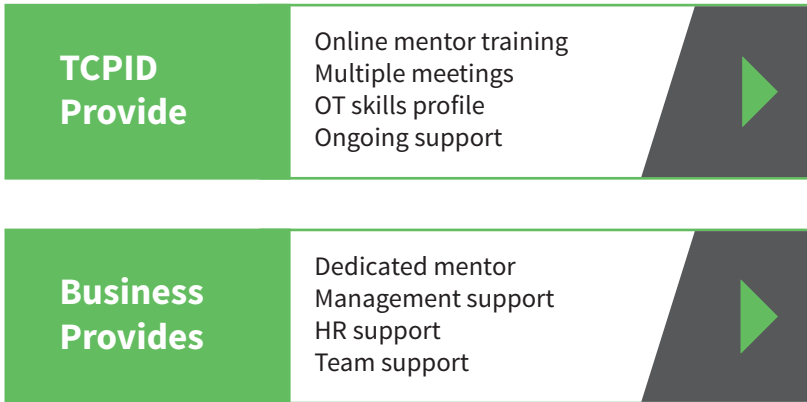 TCPID
Provide
Online mentor training
Multiple meetings
OT skills profile
Ongoing support
Business
Provides
Dedicated mentor
Management support
HR support
Team support